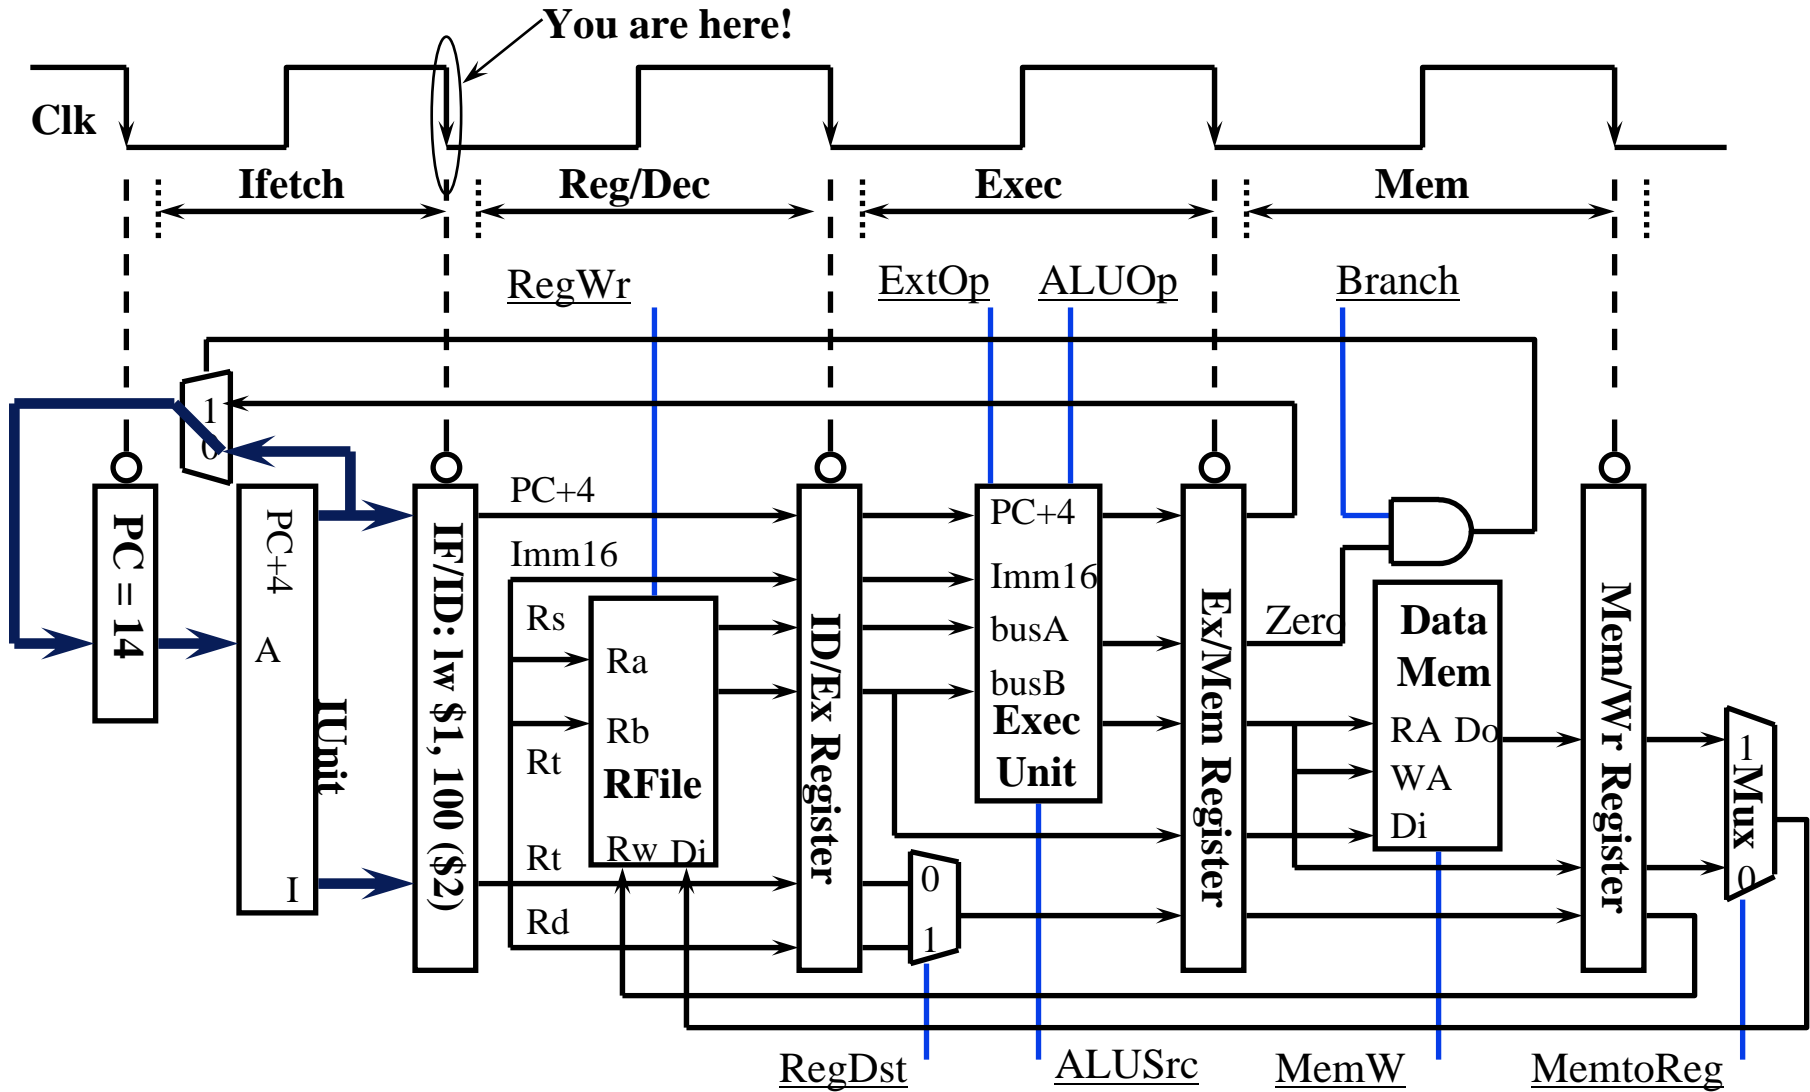 You are here!
Clk
Ifetch
Reg/Dec
Exec
Mem
RegWr
ExtOp
ALUOp
Branch
1
0
PC = 14
PC+4
A
IUnit
I
IF/ID: lw $1, 100 ($2)
PC+4
Imm16
Rs
Ra
Rb
Rt
RFile
Rw Di
Rt
Rd
ID/Ex Register
0
1
PC+4
Imm16
busA
busB
Exec
Unit
Ex/Mem Register
Zero
Data
Mem
RA Do
WA
Di
Mem/Wr Register
1
Mux
0
RegDst
ALUSrc
MemW
MemtoReg